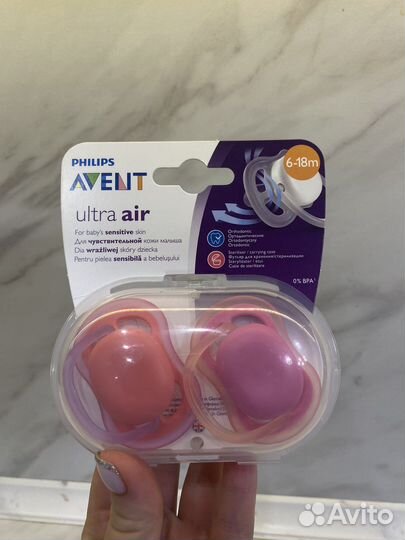 PHILIPS
AVENT
6-18m
ultra air
For baby's sensitive skin
Для чувствительной кожи малыша
Dla wrażliwej skóry dziecka
Pentru pielea sensibilă a bebelușului
Orthodontic
Ортодонтические
Ortodontyczny
Ortodonic
Steriliser / carrying case
Футляр для хранения/стерилизации
Sterylizator / etui
Cutie de sterilizare
0% BPA
Avito